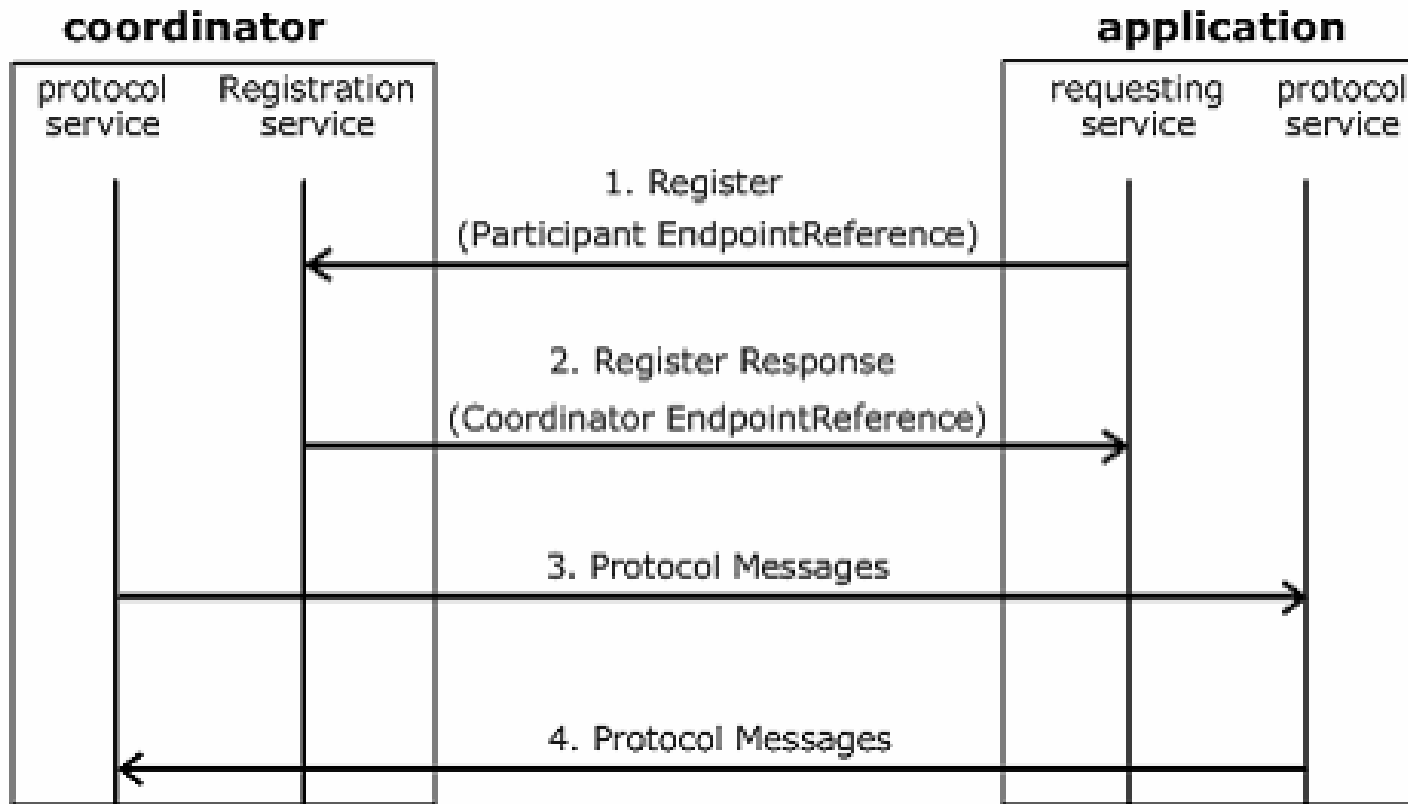 coordinator
application
protocol
service
Registration
service
requesting
service
protocol
service
1. Register
(Participant EndpointReference)
2. Register Response
(Coordinator EndpointReference)
3. Protocol Messages
4. Protocol Messages